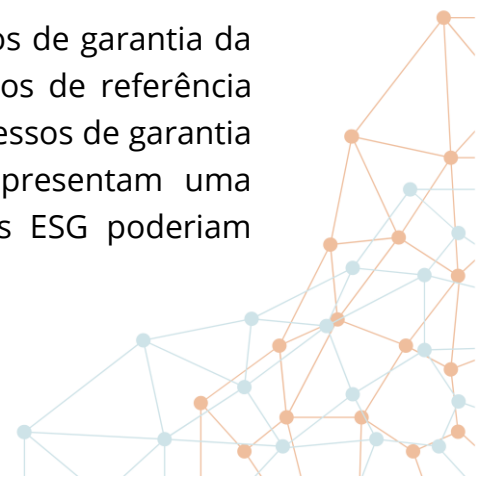 os de garantia da
os de referência
essos de garantia
presentam uma
s ESG poderiam